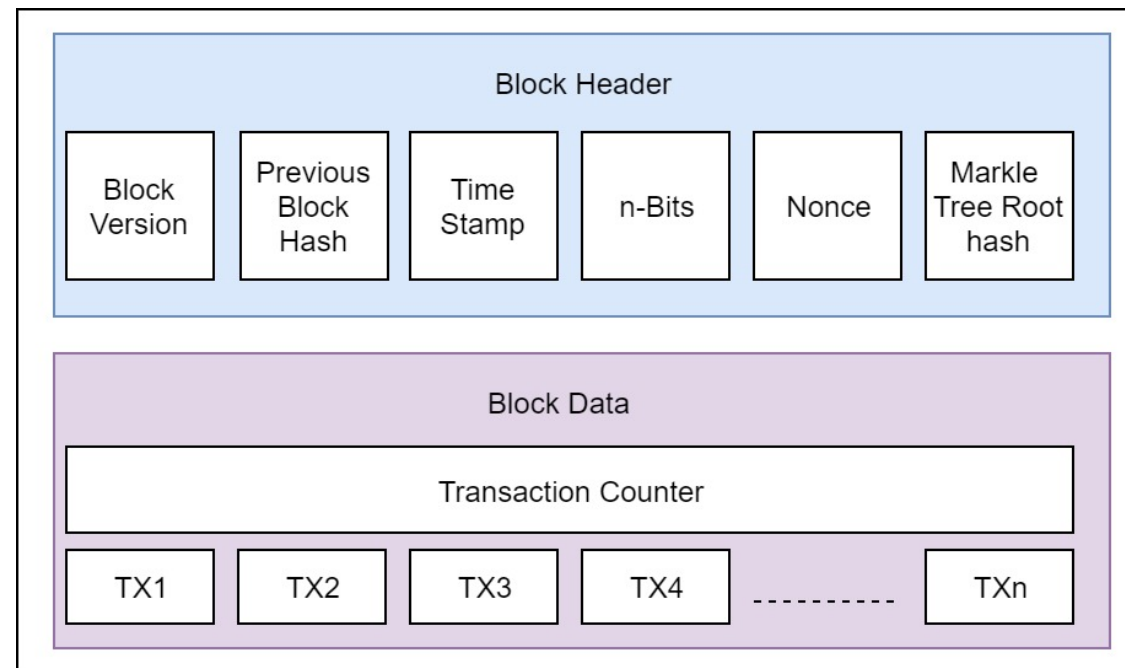 Block Header
Block
Version
Previous
Block
Hash
Time
Stamp
n-Bits
Nonce
Markle
Tree Root
hash
Block Data
Transaction Counter
TX1
TX2
TX3
TX4
TXn